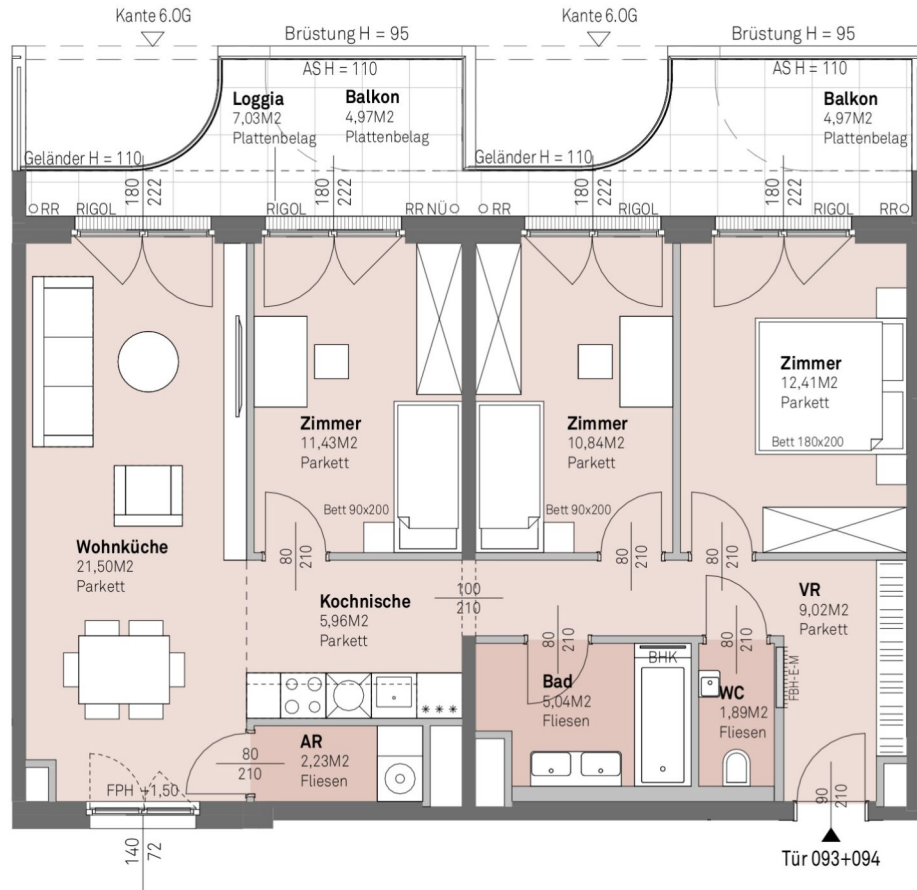 Kante 6.OG
Kante 6.OG
Brüstung H = 95
Brüstung H = 95
AS H = 110
AS H = 110
Loggia
7,03M2
Plattenbelag
Balkon
4,97M2
Plattenbelag
Balkon
4,97M2
Plattenbelag
Geländer H = 110
Geländer H = 110
180
222
180
222
180
222
180
222
RR
RIGOL
RIGOL
RR NÜ
RR
RIGOL
RIGOL
RR
Zimmer
11,43M2
Parkett
Bett 90x200
Zimmer
10,84M2
Parkett
Bett 90x200
Zimmer
12,41M2
Parkett
Bett 180x200
Wohnküche
21,50M2
Parkett
80
210
80
210
80
210
Kochnische
5,96M2
Parkett
100
210
VR
9,02M2
Parkett
80
210
80
210
BHK
FBH-E-M
Bad
5,04M2
Fliesen
WC
1,89M2
Fliesen
AR
2,23M2
Fliesen
80
210
FPH +1,50
90
210
140
72
Tür 093+094